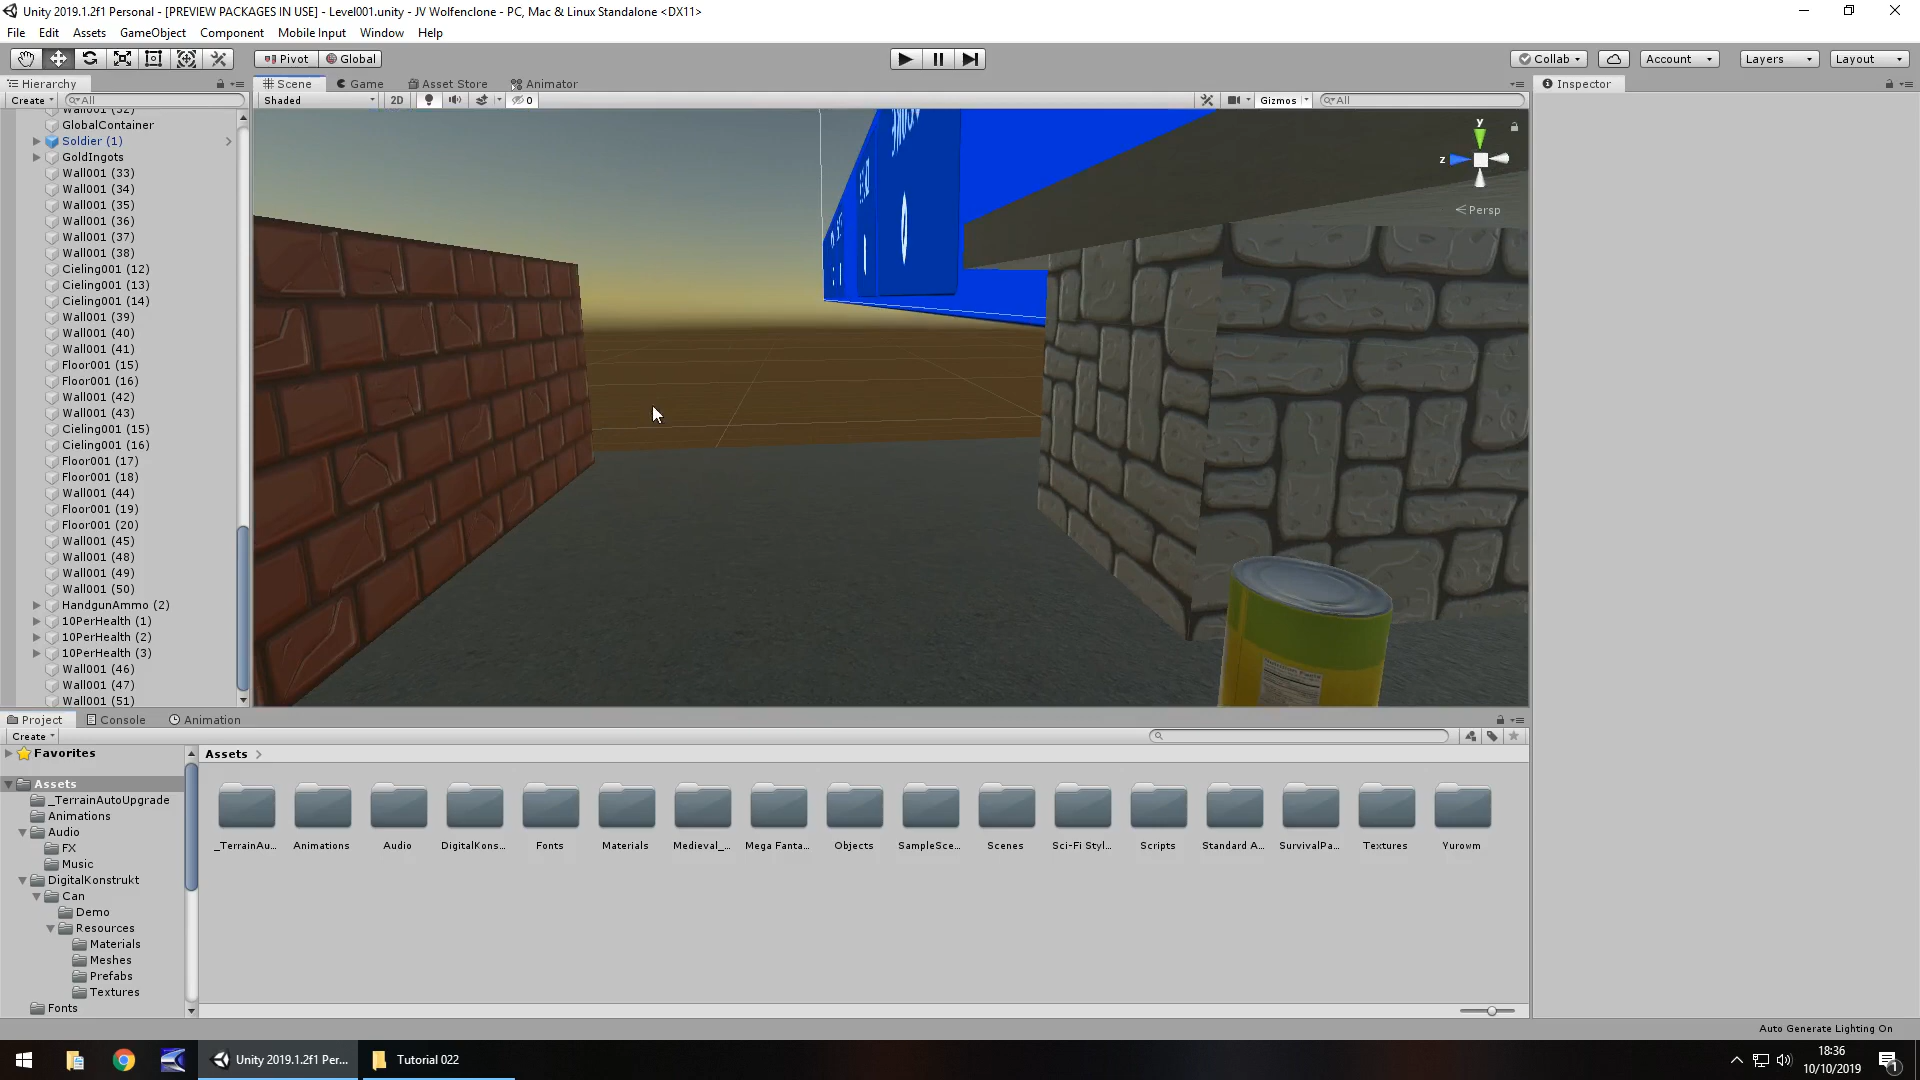 Unity 2019.1.2f1 Personal - [PREVIEW PACKAGES IN USE] - Level001.unity - JV Wolfenclone - PC, Mac & Linux Standalone <DX11>
File Edit Assets GameObject Component Mobile Input Window Help
Pivot Global Collab Account Layers Layout
Hierarchy Scene Game Asset Store Animator Inspector
Create All Shaded 2D 0 Gizmos All
Wall001 (32)
GlobalContainer
Soldier (1)
GoldIngots
Wall001 (33)
Wall001 (34)
Wall001 (35)
Wall001 (36)
Wall001 (37)
Wall001 (38)
Cieling001 (12)
Cieling001 (13)
Cieling001 (14)
Wall001 (39)
Wall001 (40)
Wall001 (41)
Floor001 (15)
Floor001 (16)
Wall001 (42)
Wall001 (43)
Cieling001 (15)
Cieling001 (16)
Floor001 (17)
Floor001 (18)
Wall001 (44)
Floor001 (19)
Floor001 (20)
Wall001 (45)
Wall001 (48)
Wall001 (49)
Wall001 (50)
HandgunAmmo (2)
10PerHealth (1)
10PerHealth (2)
10PerHealth (3)
Wall001 (46)
Wall001 (47)
Wall001 (51)
y
z
Persp
Project Console Animation
Create
Favorites
Assets
_TerrainAutoUpgrade
Animations
Audio
FX
Music
DigitalKonstrukt
Can
Demo
Resources
Materials
Meshes
Prefabs
Textures
Fonts
Assets
_TerrainAu... Animations Audio DigitalKons... Fonts Materials Medieval_... Mega Fanta... Objects SampleSce... Scenes Sci-Fi Styl... Scripts Standard A... SurvivalPa... Textures Yurowm
Auto Generate Lighting On
Unity 2019.1.2f1 Per... Tutorial 022
18:36
10/10/2019
1